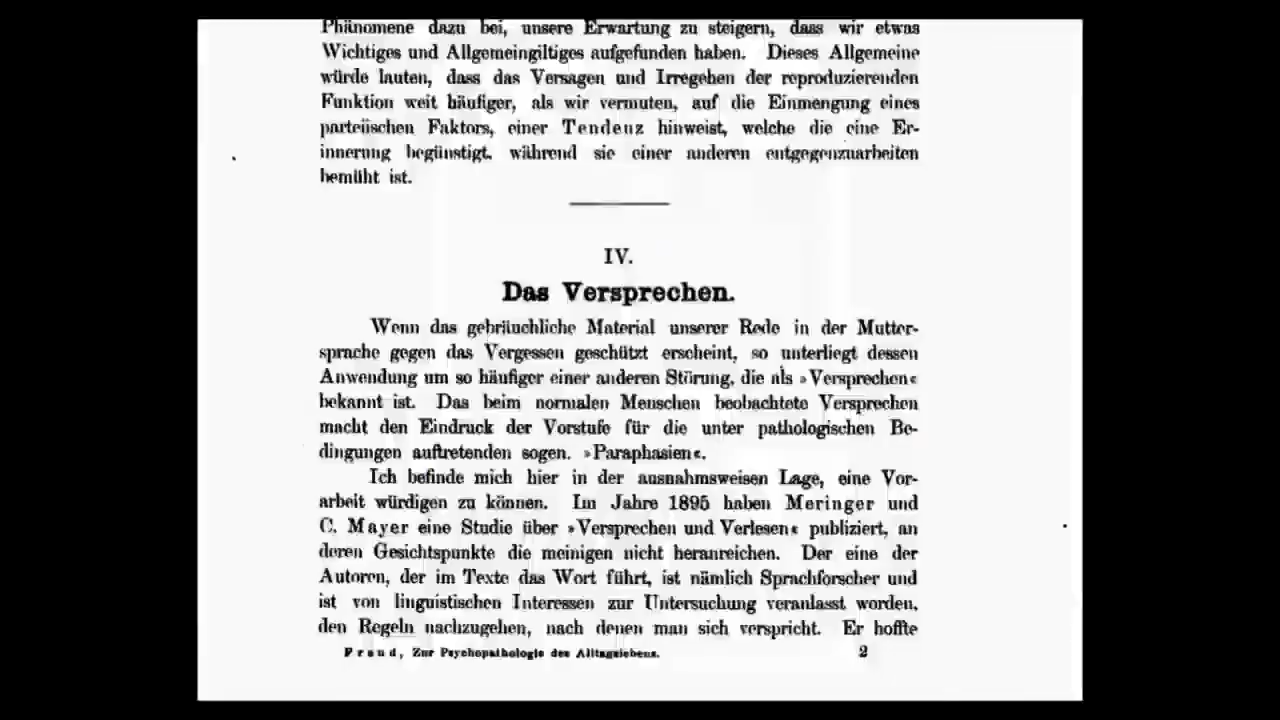 Phänomene dazu bei, unsere Erwartung zu steigern, dass wir etwas
Wichtiges und Allgemeingiltiges aufgefunden haben. Dieses Allgemeine
würde lauten, dass das Versagen und Irregehen der reproduzierenden
Funktion weit häufiger, als wir vermuten, auf die Einmengung eines
parteiischen Faktors, einer Tendenz hinweist, welche die eine Er-
innerung begünstigt, während sie einer anderen entgegenzuarbeiten
bemüht ist.
IV.
Das Versprechen.
Wenn das gebräuchliche Material unserer Rede in der Mutter-
sprache gegen das Vergessen geschützt erscheint, so unterliegt dessen
Anwendung um so häufiger einer anderen Störung, die als »Versprechen«
bekannt ist. Das beim normalen Menschen beobachtete Versprechen
macht den Eindruck der Vorstufe für die unter pathologischen Be-
dingungen auftretenden sogen. »Paraphasien«.
Ich befinde mich hier in der ausnahmsweisen Lage, eine Vor-
arbeit würdigen zu können. Im Jahre 1895 haben Meringer und
C. Mayer eine Studie über »Versprechen und Verlesen« publiziert, an
deren Gesichtspunkte die meinigen nicht heranreichen. Der eine der
Autoren, der im Texte das Wort führt, ist nämlich Sprachforscher und
ist von linguistischen Interessen zur Untersuchung veranlasst worden,
den Regeln nachzugehen, nach denen man sich verspricht. Er hoffte
Freud, Zur Psychopathologie des Alltagslebens. 2